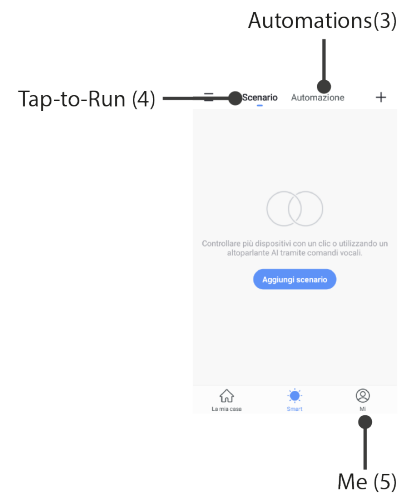 Automations(3)
Tap-to-Run (4)
Scenario Automazione
Controllare più dispositivi con un clic o utilizzando un
altoparlante AI tramite comandi vocali.
Aggiungi scenario
La mia casa Smart Mi
Me (5)